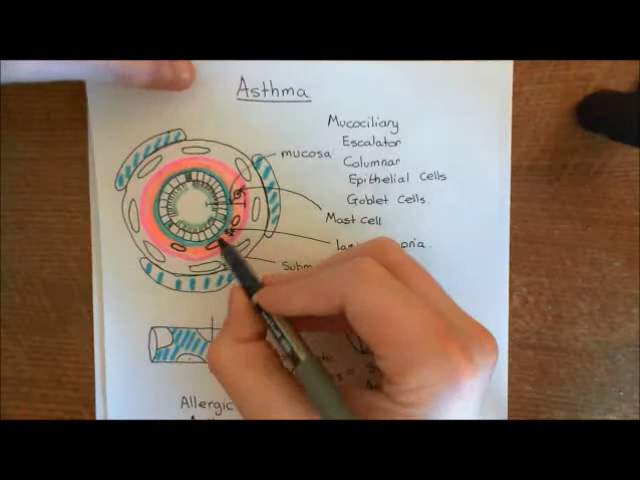 Asthma
Mucociliary
Escalator
mucosa
Columnar
Epithelial Cells
Goblet Cells.
Mast Cell
Allergic